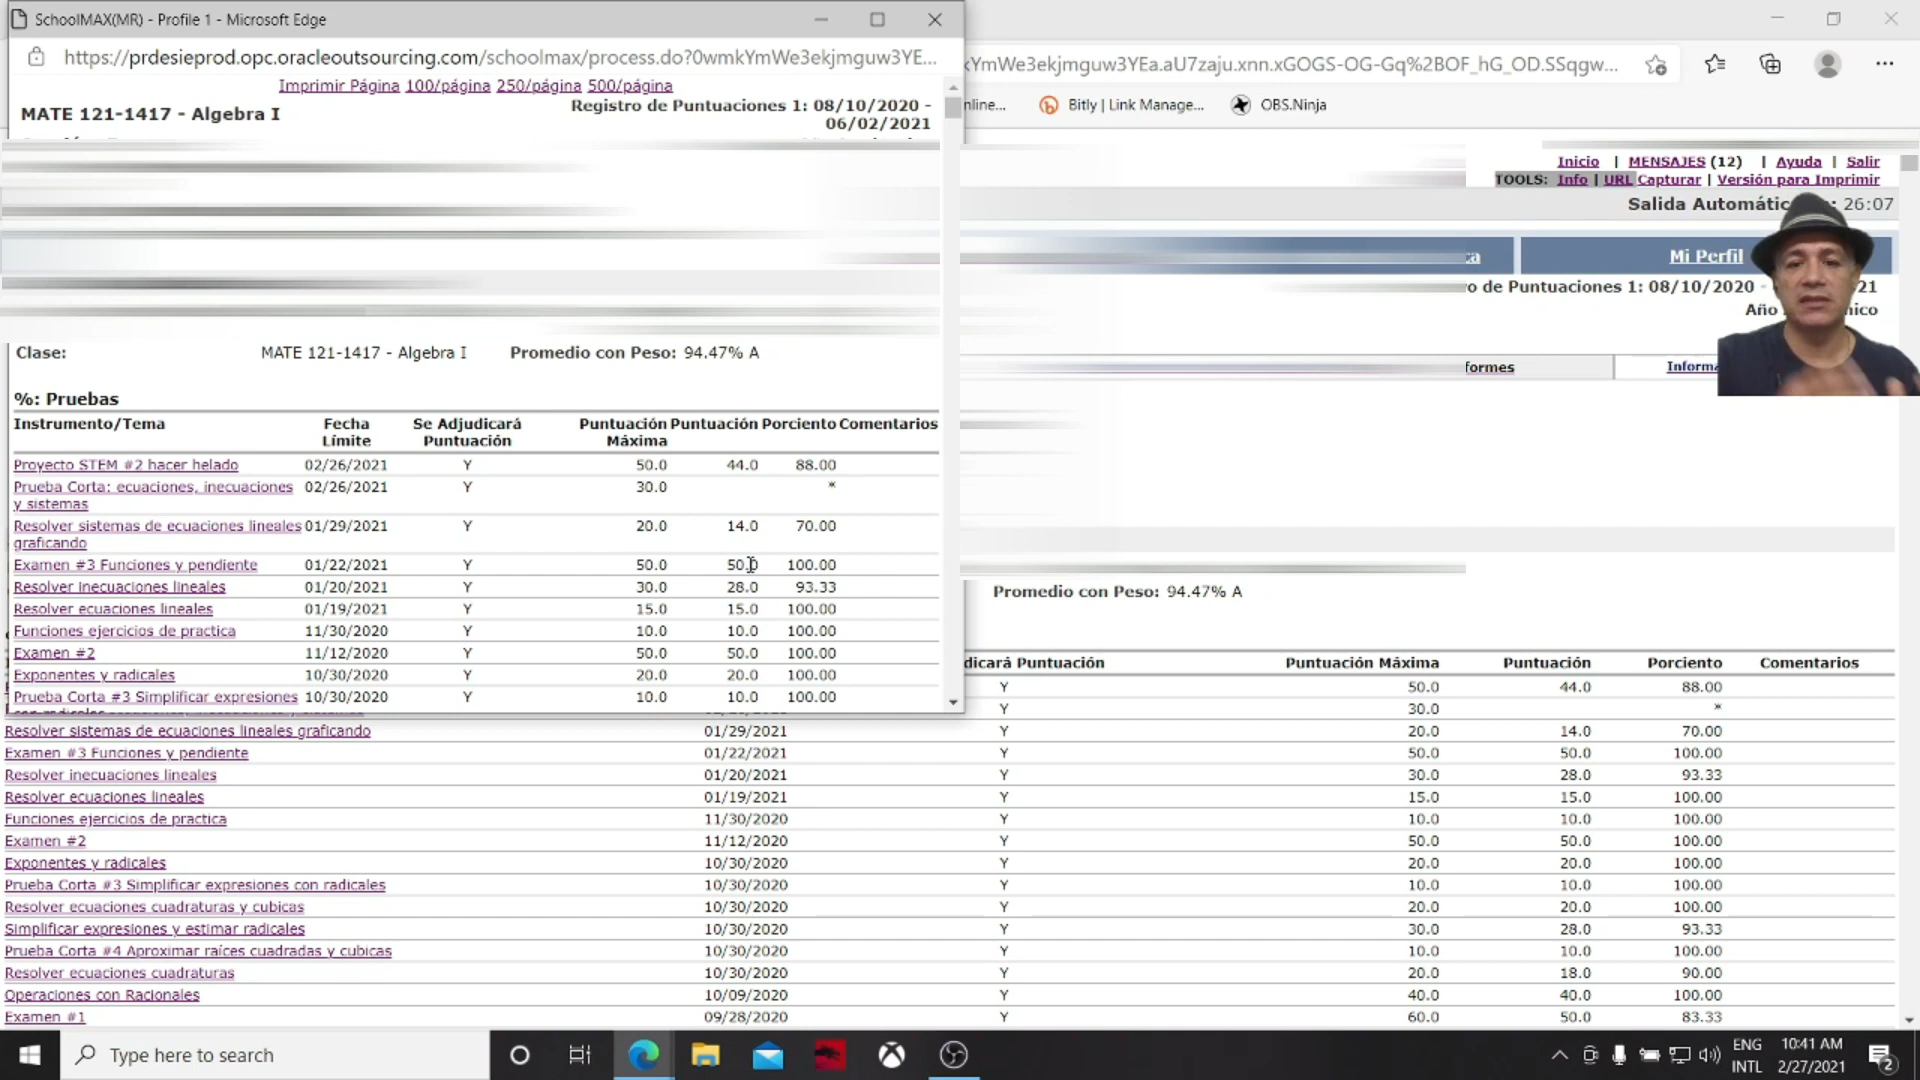 SchoolMAX(MR) - Profile 1 - Microsoft Edge
https://prdesieprod.opc.oracleoutsourcing.com/schoolmax/process.do?0wmkYmWe3ekjmguw3YE...
Imprimir Página 100/página 250/página 500/página
MATE 121-1417 - Algebra I
Registro de Puntuaciones 1: 08/10/2020 -
06/02/2021
Clase: MATE 121-1417 - Algebra I Promedio con Peso: 94.47% A
%: Pruebas
Instrumento/Tema Fecha Límite Se Adjudicará Puntuación Puntuación Máxima Puntuación Porciento Comentarios
Proyecto STEM #2 hacer helado 02/26/2021 Y 50.0 44.0 88.00
Prueba Corta: ecuaciones, inecuaciones 02/26/2021 Y 30.0 *
y sistemas
Resolver sistemas de ecuaciones lineales 01/29/2021 Y 20.0 14.0 70.00
graficando
Examen #3 Funciones y pendiente 01/22/2021 Y 50.0 50.0 100.00
Resolver inecuaciones lineales 01/20/2021 Y 30.0 28.0 93.33
Resolver ecuaciones lineales 01/19/2021 Y 15.0 15.0 100.00
Funciones ejercicios de practica 11/30/2020 Y 10.0 10.0 100.00
Examen #2 11/12/2020 Y 50.0 50.0 100.00
Exponentes y radicales 10/30/2020 Y 20.0 20.0 100.00
Prueba Corta #3 Simplificar expresiones 10/30/2020 Y 10.0 10.0 100.00
YmWe3ekjmguw3YEa.aU7zaju.xnn.xGOGS-OG-Gq%2BOF_hG_OD.SSqgw...
nline... Bitly | Link Manage... OBS.Ninja
Inicio | MENSAJES (12) | Ayuda | Salir
TOOLS: Info | URL Capturar | Versión para Imprimir
Salida Automátic : 26:07
Mi Perfil
o de Puntuaciones 1: 08/10/2020 - 21
Año ico
formes Informa
Promedio con Peso: 94.47% A
dicará Puntuación Puntuación Máxima Puntuación Porciento Comentarios
Y 50.0 44.0 88.00
Y 30.0 *
Resolver sistemas de ecuaciones lineales graficando 01/29/2021 Y 20.0 14.0 70.00
Examen #3 Funciones y pendiente 01/22/2021 Y 50.0 50.0 100.00
Resolver inecuaciones lineales 01/20/2021 Y 30.0 28.0 93.33
Resolver ecuaciones lineales 01/19/2021 Y 15.0 15.0 100.00
Funciones ejercicios de practica 11/30/2020 Y 10.0 10.0 100.00
Examen #2 11/12/2020 Y 50.0 50.0 100.00
Exponentes y radicales 10/30/2020 Y 20.0 20.0 100.00
Prueba Corta #3 Simplificar expresiones con radicales 10/30/2020 Y 10.0 10.0 100.00
Resolver ecuaciones cuadraturas y cubicas 10/30/2020 Y 20.0 20.0 100.00
Simplificar expresiones y estimar radicales 10/30/2020 Y 30.0 28.0 93.33
Prueba Corta #4 Aproximar raíces cuadradas y cubicas 10/30/2020 Y 10.0 10.0 100.00
Resolver ecuaciones cuadraturas 10/30/2020 Y 20.0 18.0 90.00
Operaciones con Racionales 10/09/2020 Y 40.0 40.0 100.00
Examen #1 09/28/2020 Y 60.0 50.0 83.33
Type here to search
ENG 10:41 AM
INTL 2/27/2021 2